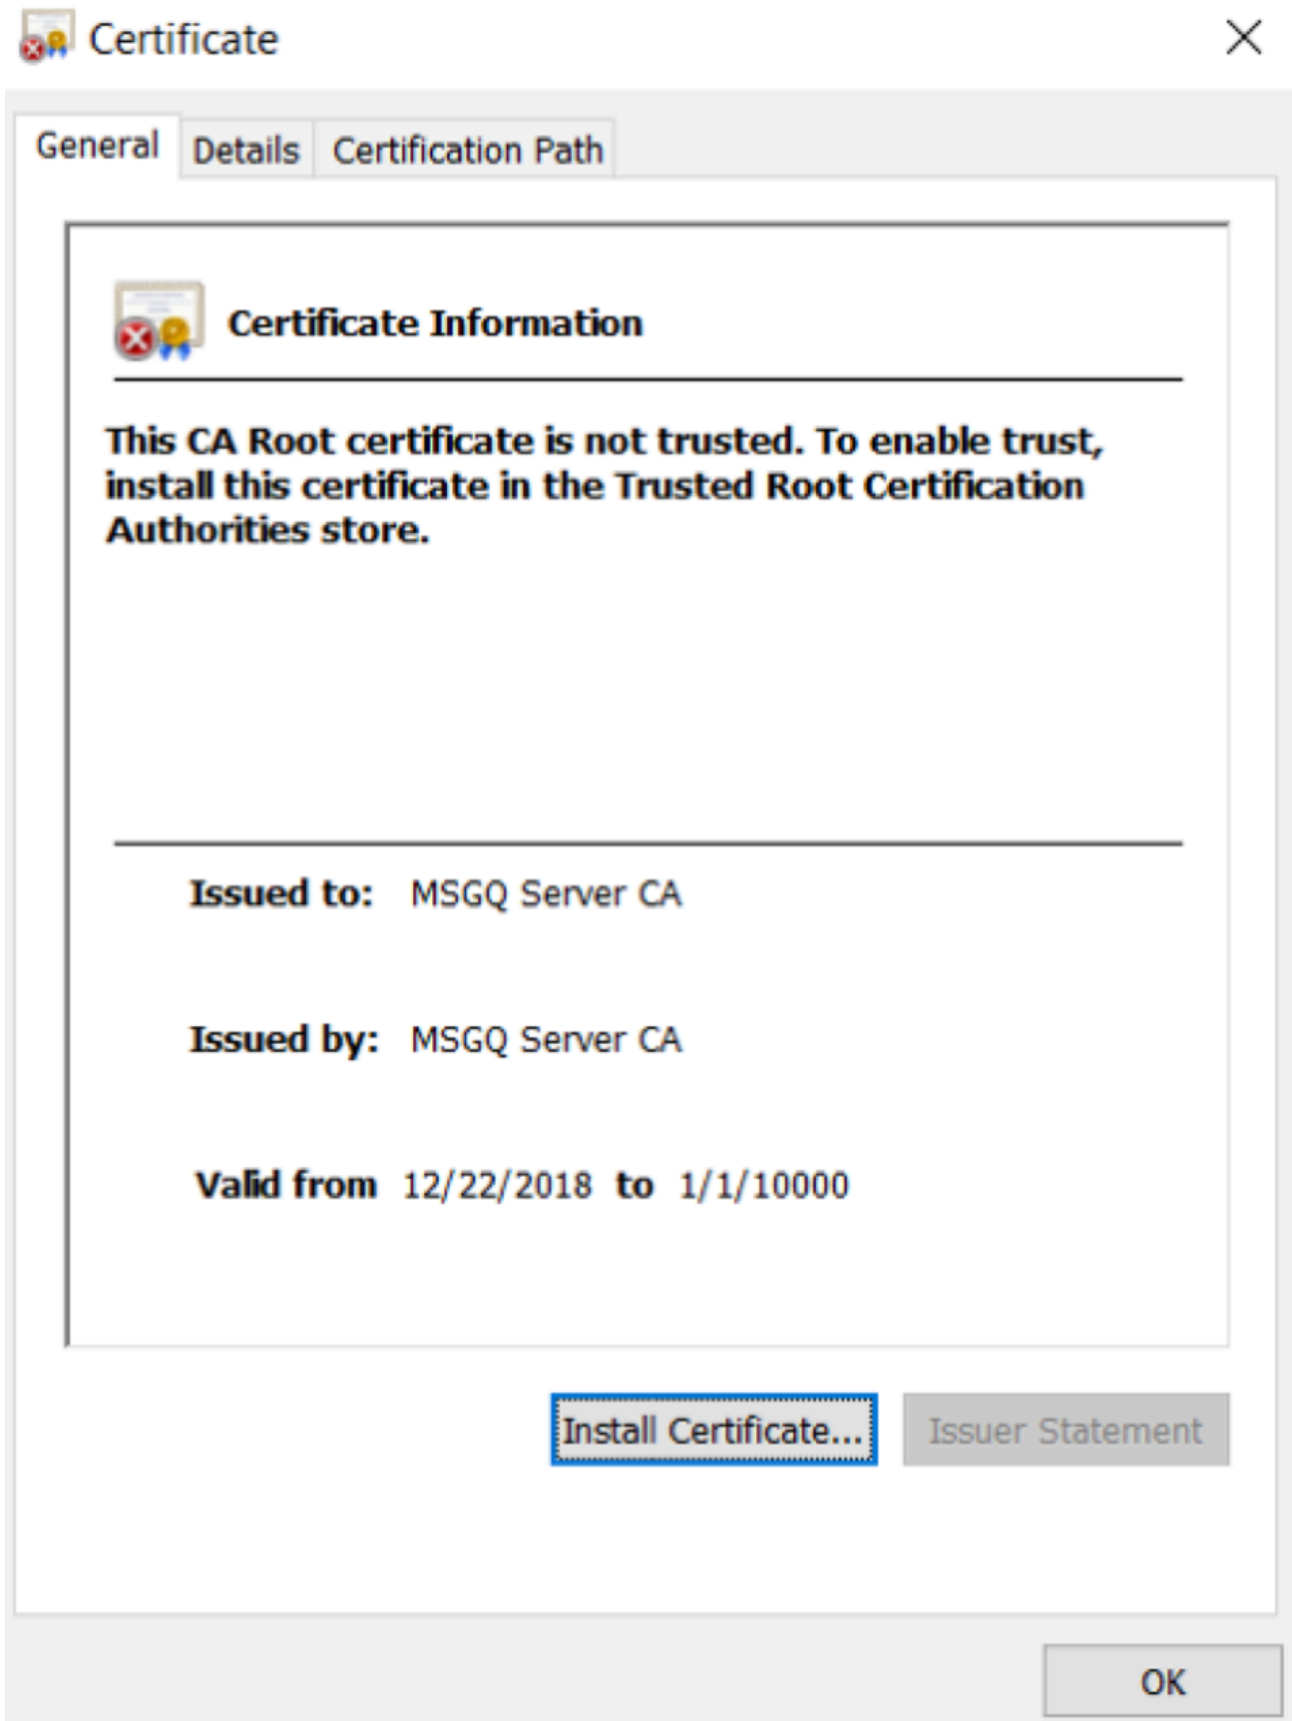 Certificate
General Details Certification Path
Certificate Information
This CA Root certificate is not trusted. To enable trust,
install this certificate in the Trusted Root Certification
Authorities store.
Issued to: MSGQ Server CA
Issued by: MSGQ Server CA
Valid from 12/22/2018 to 1/1/10000
Install Certificate... Issuer Statement
OK